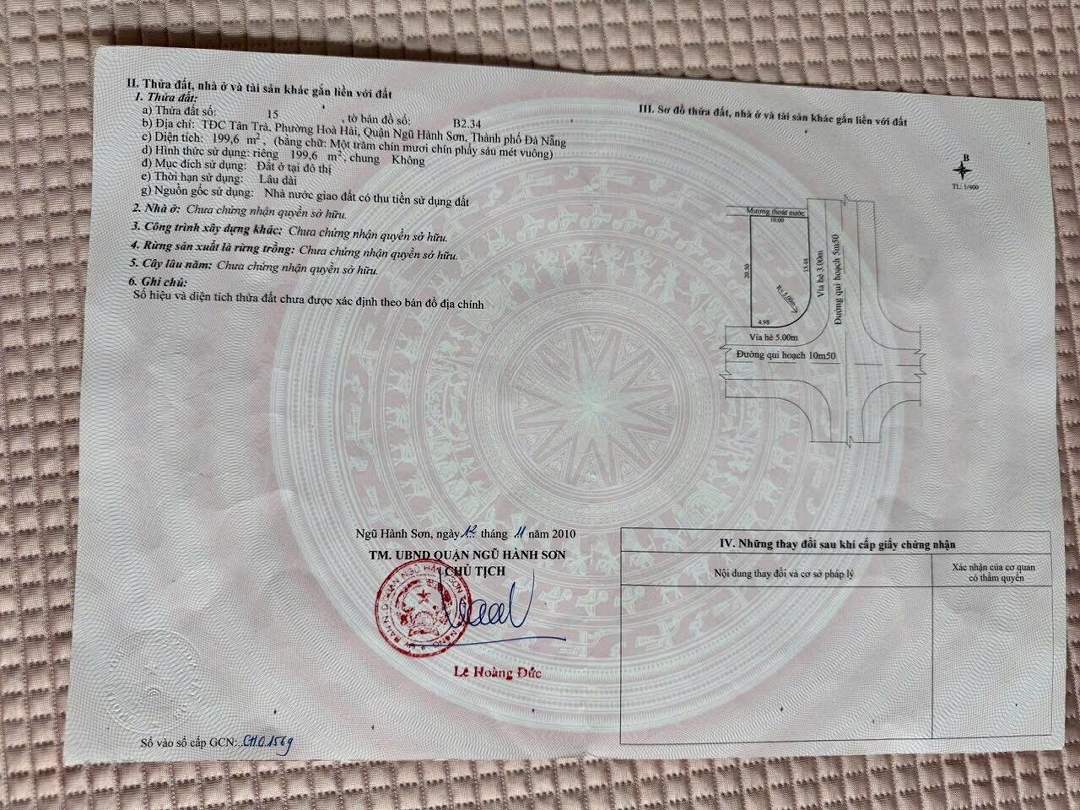 II. Thửa đất, nhà ở và tài sản khác gắn liền với đất
1. Thửa đất:
a) Thửa đất số: 15 , tờ bản đồ số: B2.34
b) Địa chỉ: TĐC Tân Trà, Phường Hoà Hải, Quận Ngũ Hành Sơn, Thành phố Đà Nẵng
c) Diện tích: 199,6 m², (bằng chữ: Một trăm chín mươi chín phẩy sáu mét vuông)
d) Hình thức sử dụng: riêng 199,6 m², chung Không
đ) Mục đích sử dụng: Đất ở tại đô thị
e) Thời hạn sử dụng: Lâu dài
g) Nguồn gốc sử dụng: Nhà nước giao đất có thu tiền sử dụng đất
2. Nhà ở: Chưa chứng nhận quyền sở hữu.
3. Công trình xây dựng khác: Chưa chứng nhận quyền sở hữu.
4. Rừng sản xuất là rừng trồng: Chưa chứng nhận quyền sở hữu.
5. Cây lâu năm: Chưa chứng nhận quyền sở hữu.
6. Ghi chú:
Số hiệu và diện tích thửa đất chưa được xác định theo bản đồ địa chính
III. Sơ đồ thửa đất, nhà ở và tài sản khác gắn liền với đất
B
TL: 1/400
Mương thoát nước
10.00
20.50
15.48
R= 5.00m
4.98
Vỉa hè 3.00m
Đường qui hoạch 5m50
Vỉa hè 5.00m
Đường qui hoạch 10m50
Ngũ Hành Sơn, ngày 12 tháng 11 năm 2010
TM. UBND QUẬN NGŨ HÀNH SƠN
CHỦ TỊCH
Lê Hoàng Đức
Số vào sổ cấp GCN: CH01569
IV. Những thay đổi sau khi cấp giấy chứng nhận
Nội dung thay đổi và cơ sở pháp lý
Xác nhận của cơ quan
có thẩm quyền